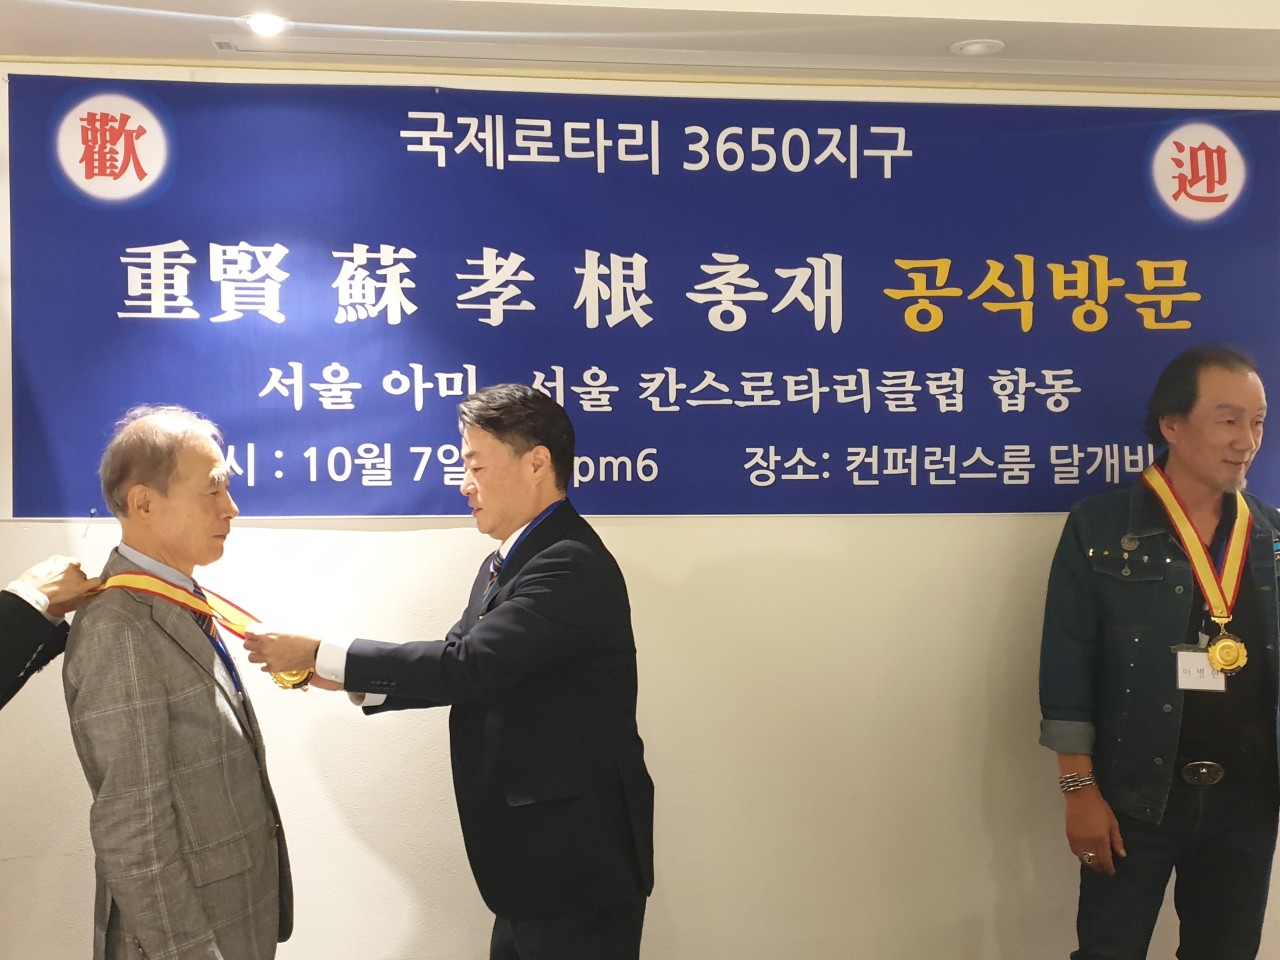 歡 迎
국제로타리 3650지구
重賢 蘇 孝 根 총재 공식방문
서울 아미 서울 칸스로타리클럽 합동
시 : 10월 7일 pm6 장소: 컨퍼런스룸 달개비